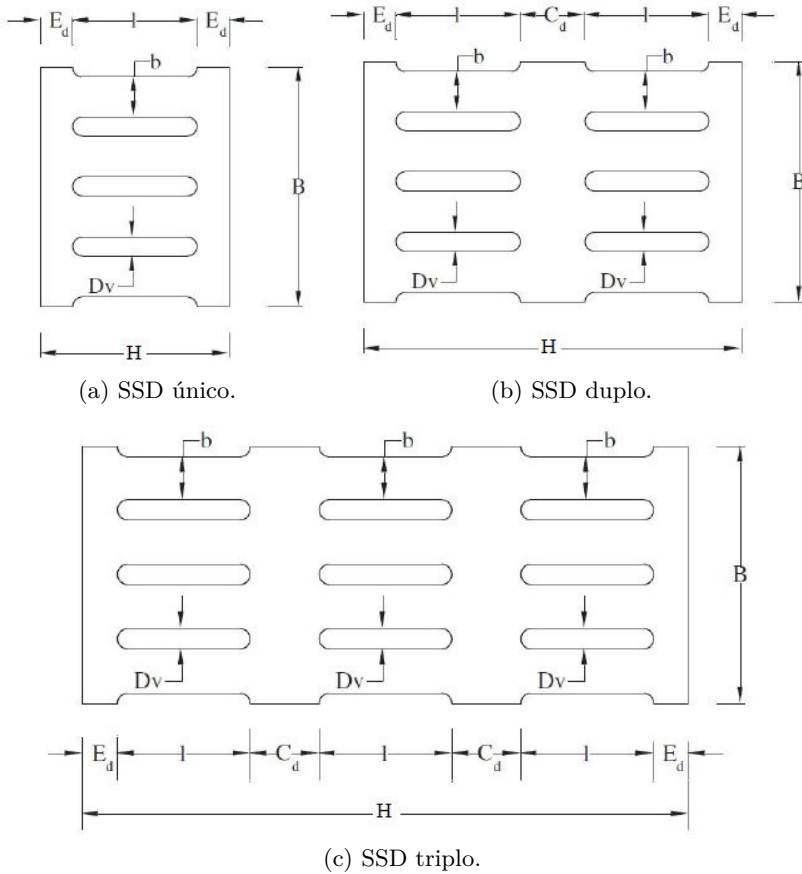 E_d l E_d
b
B
Dv
H
(a) SSD único.
E_d l C_d l E_d
b b
B
Dv Dv
H
(b) SSD duplo.
b b b
B
Dv Dv Dv
E_d l C_d l C_d l E_d
H
(c) SSD triplo.